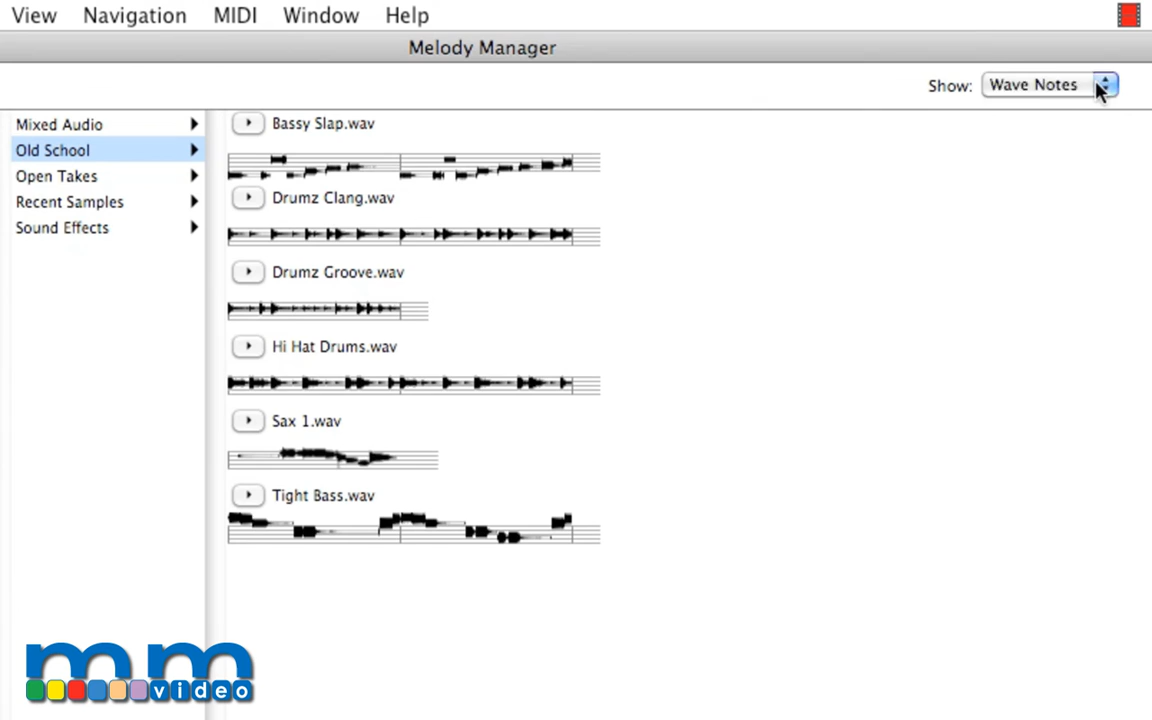 View Navigation MIDI Window Help
Melody Manager
Show: Wave Notes
Mixed Audio
Old School
Open Takes
Recent Samples
Sound Effects
Bassy Slap.wav
Drumz Clang.wav
Drumz Groove.wav
Hi Hat Drums.wav
Sax 1.wav
Tight Bass.wav
mm
video